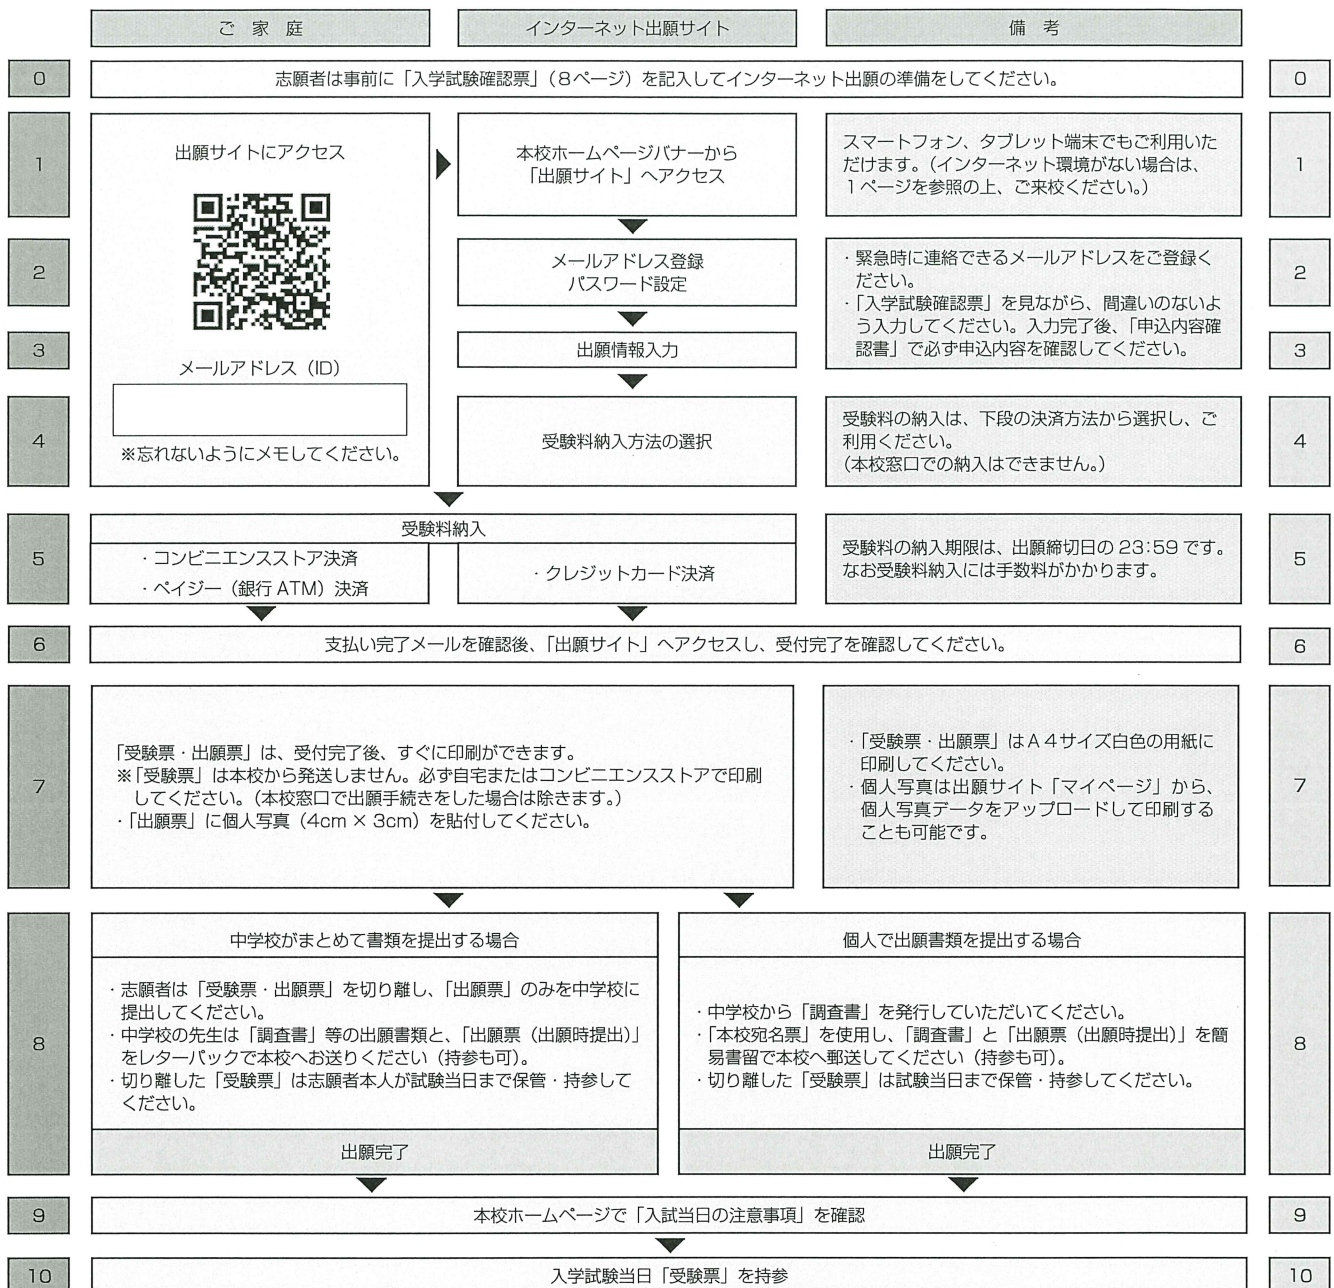 ご 家 庭
インターネット出願サイト
備 考
0
志願者は事前に「入学試験確認票」（8ページ）を記入してインターネット出願の準備をしてください。
0
1
出願サイトにアクセス
本校ホームページバナーから
「出願サイト」へアクセス
スマートフォン、タブレット端末でもご利用いた
だけます。（インターネット環境がない場合は、
1ページを参照の上、ご来校ください。）
1
2
メールアドレス登録
パスワード設定
・緊急時に連絡できるメールアドレスをご登録く
ださい。
・「入学試験確認票」を見ながら、間違いのないよ
う入力してください。入力完了後、「申込内容確
認書」で必ず申込内容を確認してください。
2
3
出願情報入力
3
メールアドレス（ID）
※忘れないようにメモしてください。
4
受験料納入方法の選択
受験料の納入は、下段の決済方法から選択し、ご
利用ください。
（本校窓口での納入はできません。）
4
5
受験料納入
・コンビニエンスストア決済
・ペイジー（銀行 ATM）決済
・クレジットカード決済
受験料の納入期限は、出願締切日の 23:59 です。
なお受験料納入には手数料がかかります。
5
6
支払い完了メールを確認後、「出願サイト」へアクセスし、受付完了を確認してください。
6
7
「受験票・出願票」は、受付完了後、すぐに印刷ができます。
※「受験票」は本校から発送しません。必ず自宅またはコンビニエンスストアで印刷
してください。（本校窓口で出願手続きをした場合は除きます。）
・「出願票」に個人写真（4cm × 3cm）を貼付してください。
・「受験票・出願票」はA4サイズ白色の用紙に
印刷してください。
・個人写真は出願サイト「マイページ」から、
個人写真データをアップロードして印刷する
ことも可能です。
7
8
中学校がまとめて書類を提出する場合
・志願者は「受験票・出願票」を切り離し、「出願票」のみを中学校に
提出してください。
・中学校の先生は「調査書」等の出願書類と、「出願票（出願時提出）」
をレターパックで本校へお送りください（持参も可）。
・切り離した「受験票」は志願者本人が試験当日まで保管・持参して
ください。
出願完了
個人で出願書類を提出する場合
・中学校から「調査書」を発行していただいてください。
・「本校宛名票」を使用し、「調査書」と「出願票（出願時提出）」を簡
易書留で本校へ郵送してください（持参も可）。
・切り離した「受験票」は試験当日まで保管・持参してください。
出願完了
8
9
本校ホームページで「入試当日の注意事項」を確認
9
10
入学試験当日「受験票」を持参
10